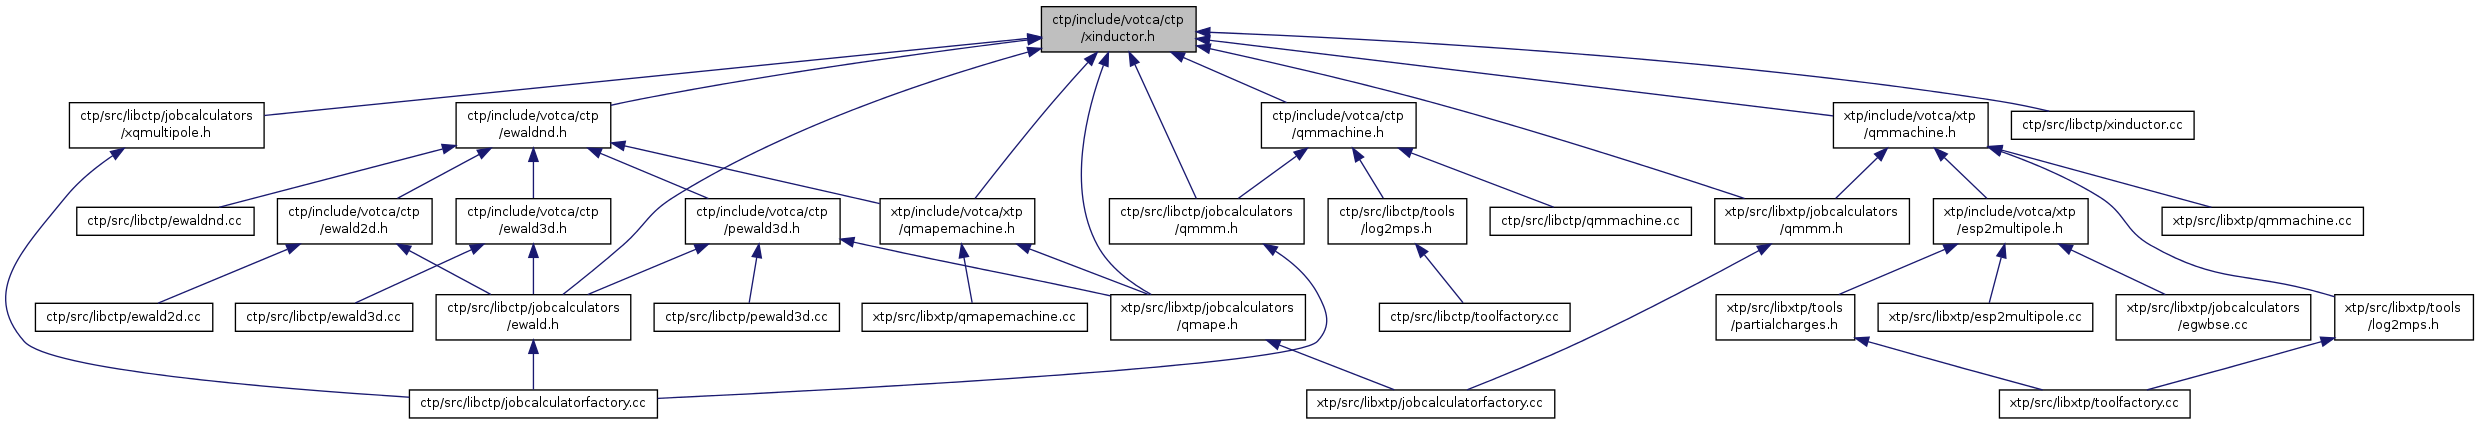 ctp/include/votca/ctp
/xinductor.h
ctp/src/libctp/jobcalculators
/xqmultipole.h
ctp/include/votca/ctp
/ewaldnd.h
ctp/include/votca/ctp
/qmmachine.h
xtp/include/votca/xtp
/qmmachine.h
ctp/src/libctp/xinductor.cc
ctp/src/libctp/ewaldnd.cc
ctp/include/votca/ctp
/ewald2d.h
ctp/include/votca/ctp
/ewald3d.h
ctp/include/votca/ctp
/pewald3d.h
xtp/include/votca/xtp
/qmapemachine.h
ctp/src/libctp/jobcalculators
/qmmm.h
ctp/src/libctp/tools
/log2mps.h
ctp/src/libctp/qmmachine.cc
xtp/src/libxtp/jobcalculators
/qmmm.h
xtp/include/votca/xtp
/esp2multipole.h
xtp/src/libxtp/qmmachine.cc
ctp/src/libctp/ewald2d.cc
ctp/src/libctp/ewald3d.cc
ctp/src/libctp/jobcalculators
/ewald.h
ctp/src/libctp/pewald3d.cc
xtp/src/libxtp/qmapemachine.cc
xtp/src/libxtp/jobcalculators
/qmape.h
ctp/src/libctp/toolfactory.cc
xtp/src/libxtp/tools
/partialcharges.h
xtp/src/libxtp/esp2multipole.cc
xtp/src/libxtp/jobcalculators
/egwbse.cc
xtp/src/libxtp/tools
/log2mps.h
ctp/src/libctp/jobcalculatorfactory.cc
xtp/src/libxtp/jobcalculatorfactory.cc
xtp/src/libxtp/toolfactory.cc